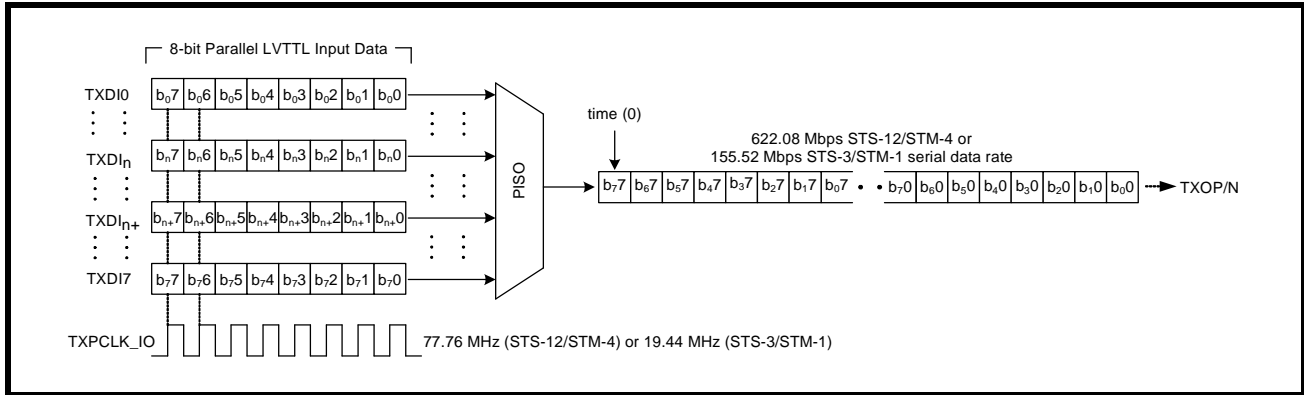 8-bit Parallel LVTTL Input Data
TXDI0
b07 b06 b05 b04 b03 b02 b01 b00
TXDIn
bn7 bn6 bn5 bn4 bn3 bn2 bn1 bn0
TXDIn+
bn+7 bn+6 bn+5 bn+4 bn+3 bn+2 bn+1 bn+0
TXDI7
b77 b76 b75 b74 b73 b72 b71 b70
TXPCLK_IO
77.76 MHz (STS-12/STM-4) or 19.44 MHz (STS-3/STM-1)
PISO
time (0)
622.08 Mbps STS-12/STM-4 or
155.52 Mbps STS-3/STM-1 serial data rate
b77 b67 b57 b47 b37 b27 b17 b07 b70 b60 b50 b40 b30 b20 b10 b00
TXOP/N